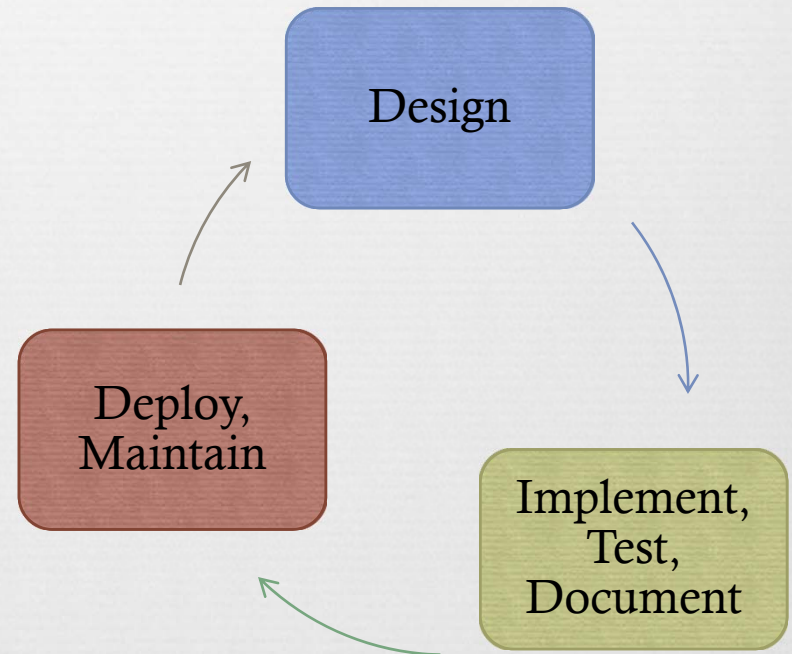 Design
Implement,
Test,
Document
Deploy,
Maintain